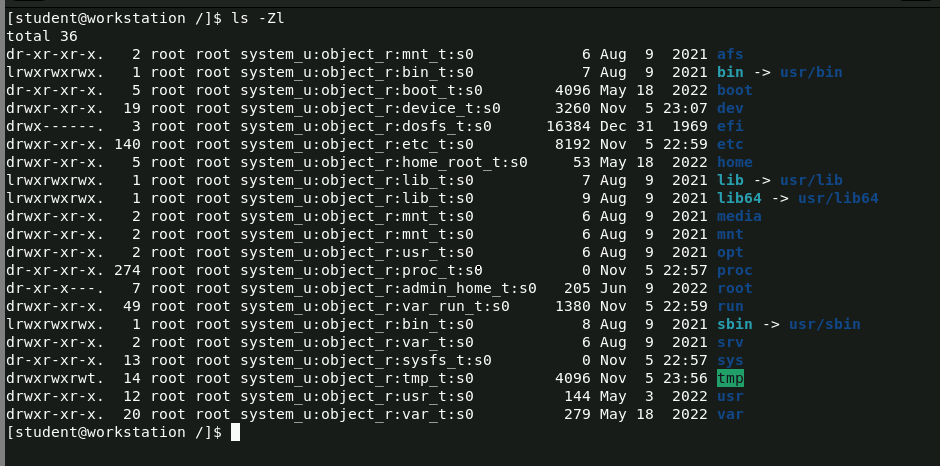 [student@workstation /]$ ls -Zl
total 36
dr-xr-xr-x.   2 root root system_u:object_r:mnt_t:s0            6 Aug  9  2021 afs
lrwxrwxrwx.   1 root root system_u:object_r:bin_t:s0            7 Aug  9  2021 bin -> usr/bin
dr-xr-xr-x.   5 root root system_u:object_r:boot_t:s0        4096 May 18  2022 boot
drwxr-xr-x.  19 root root system_u:object_r:device_t:s0      3260 Nov  5 23:07 dev
drwx------.   3 root root system_u:object_r:dosfs_t:s0      16384 Dec 31  1969 efi
drwxr-xr-x. 140 root root system_u:object_r:etc_t:s0         8192 Nov  5 22:59 etc
drwxr-xr-x.   5 root root system_u:object_r:home_root_t:s0     53 May 18  2022 home
lrwxrwxrwx.   1 root root system_u:object_r:lib_t:s0            7 Aug  9  2021 lib -> usr/lib
lrwxrwxrwx.   1 root root system_u:object_r:lib_t:s0            9 Aug  9  2021 lib64 -> usr/lib64
drwxr-xr-x.   2 root root system_u:object_r:mnt_t:s0            6 Aug  9  2021 media
drwxr-xr-x.   2 root root system_u:object_r:mnt_t:s0            6 Aug  9  2021 mnt
drwxr-xr-x.   2 root root system_u:object_r:usr_t:s0            6 Aug  9  2021 opt
dr-xr-xr-x. 274 root root system_u:object_r:proc_t:s0           0 Nov  5 22:57 proc
dr-xr-x---.   7 root root system_u:object_r:admin_home_t:s0   205 Jun  9  2022 root
drwxr-xr-x.  49 root root system_u:object_r:var_run_t:s0     1380 Nov  5 22:59 run
lrwxrwxrwx.   1 root root system_u:object_r:bin_t:s0            8 Aug  9  2021 sbin -> usr/sbin
drwxr-xr-x.   2 root root system_u:object_r:var_t:s0            6 Aug  9  2021 srv
dr-xr-xr-x.  13 root root system_u:object_r:sysfs_t:s0          0 Nov  5 22:57 sys
drwxrwxrwt.  14 root root system_u:object_r:tmp_t:s0         4096 Nov  5 23:56 tmp
drwxr-xr-x.  12 root root system_u:object_r:usr_t:s0          144 May  3  2022 usr
drwxr-xr-x.  20 root root system_u:object_r:var_t:s0          279 May 18  2022 var
[student@workstation /]$